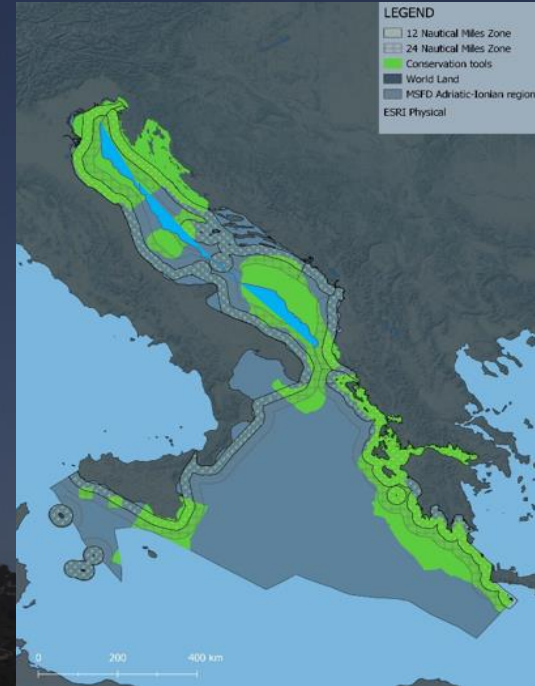 LEGEND
12 Nautical Miles Zone
24 Nautical Miles Zone
Conservation tools
World Land
MSFD Adriatic-Ionian region
ESRI Physical
0 200 400 km